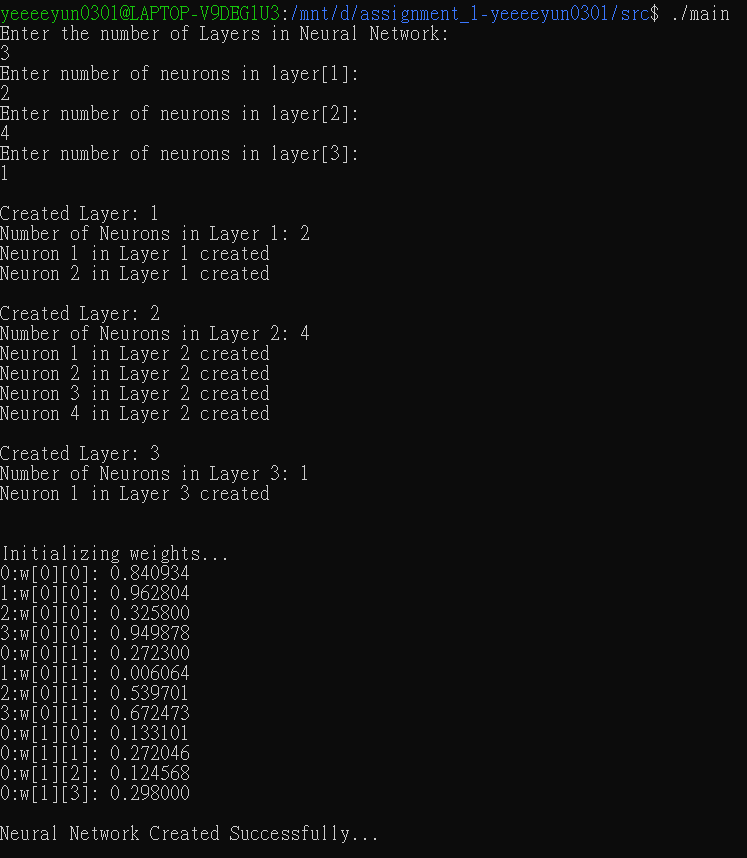 yeeeeyun0301@LAPTOP-V9DEG1U3:/mnt/d/assignment_1-yeeeeyun0301/src$ ./main
Enter the number of Layers in Neural Network:
3
Enter number of neurons in layer[1]:
2
Enter number of neurons in layer[2]:
4
Enter number of neurons in layer[3]:
1
Created Layer: 1
Number of Neurons in Layer 1: 2
Neuron 1 in Layer 1 created
Neuron 2 in Layer 1 created
Created Layer: 2
Number of Neurons in Layer 2: 4
Neuron 1 in Layer 2 created
Neuron 2 in Layer 2 created
Neuron 3 in Layer 2 created
Neuron 4 in Layer 2 created
Created Layer: 3
Number of Neurons in Layer 3: 1
Neuron 1 in Layer 3 created
Initializing weights...
0:w[0][0]: 0.840934
1:w[0][0]: 0.962804
2:w[0][0]: 0.325800
3:w[0][0]: 0.949878
0:w[0][1]: 0.272300
1:w[0][1]: 0.006064
2:w[0][1]: 0.539701
3:w[0][1]: 0.672473
0:w[1][0]: 0.133101
0:w[1][1]: 0.272046
0:w[1][2]: 0.124568
0:w[1][3]: 0.298000
Neural Network Created Successfully...